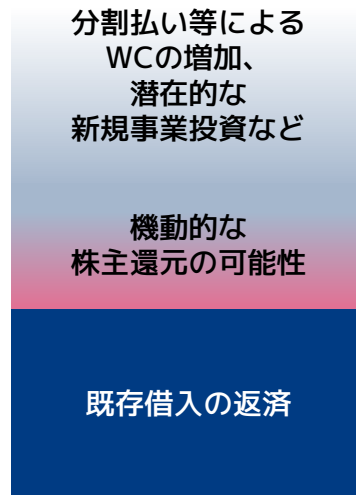 分割払い等による
WCの増加、
潜在的な
新規事業投資など
機動的な
株主還元の可能性
既存借入の返済